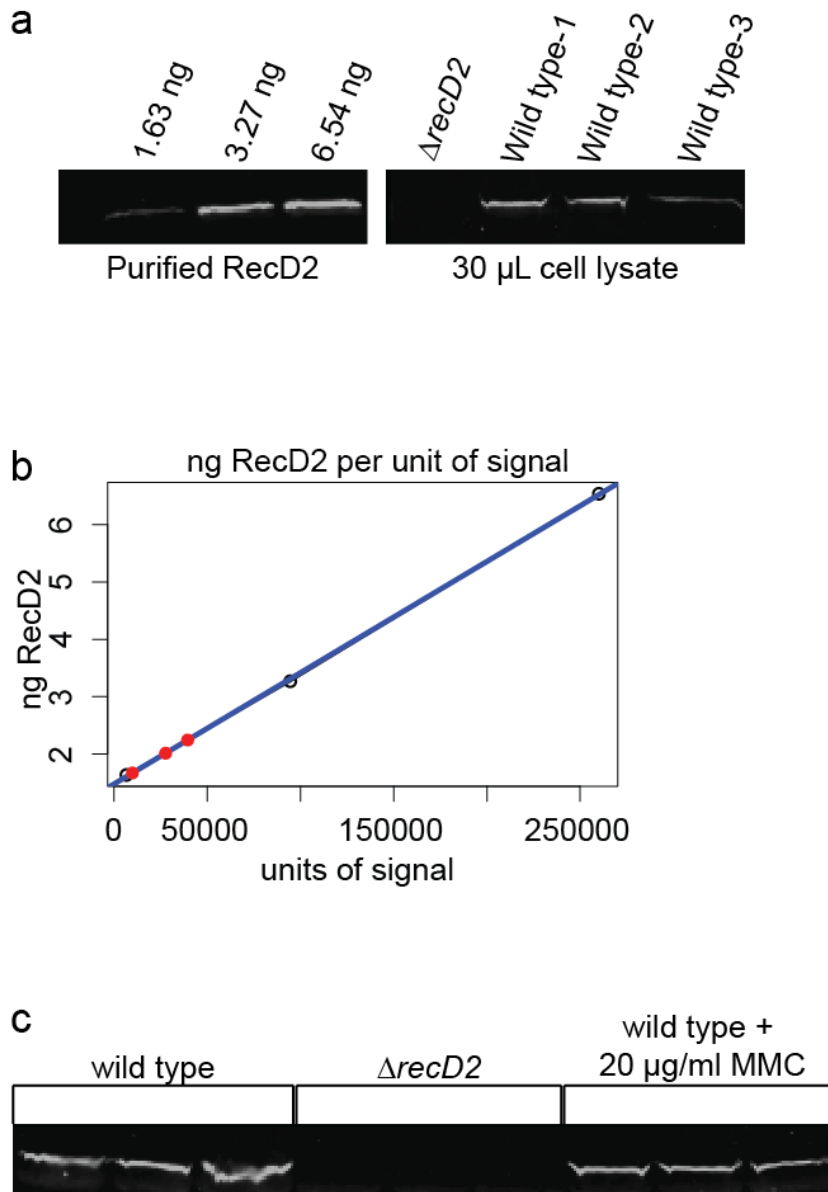 a
1.63 ng
3.27 ng
6.54 ng
ΔrecD2
Wild type-1
Wild type-2
Wild type-3
Purified RecD2
30 µL cell lysate
b
ng RecD2 per unit of signal
6
5
4
3
2
ng RecD2
0 50000 150000 250000
units of signal
c
wild type
ΔrecD2
wild type +
20 µg/ml MMC